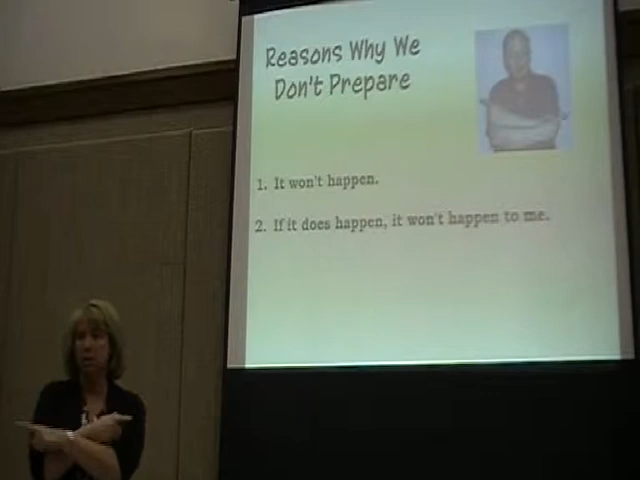 Reasons Why We
Don't Prepare
1. It won't happen.
2. If it does happen, it won't happen to me.